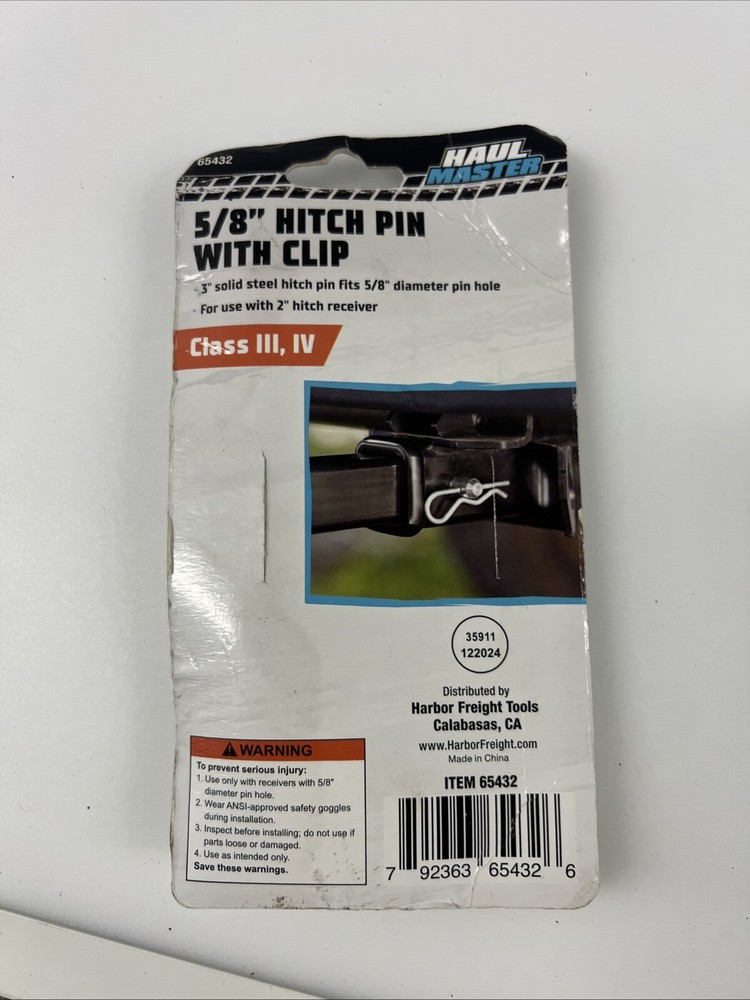 65432
HAUL
MASTER
5/8” HITCH PIN
WITH CLIP
· 3" solid steel hitch pin fits 5/8" diameter pin hole
· For use with 2" hitch receiver
Class III, IV
35911
122024
Distributed by
Harbor Freight Tools
Calabasas, CA
www.HarborFreight.com
Made in China
ITEM 65432
7 92363 65432 6
WARNING
To prevent serious injury:
1. Use only with receivers with 5/8"
diameter pin hole.
2. Wear ANSI-approved safety goggles
during installation.
3. Inspect before installing; do not use if
parts loose or damaged.
4. Use as intended only.
Save these warnings.